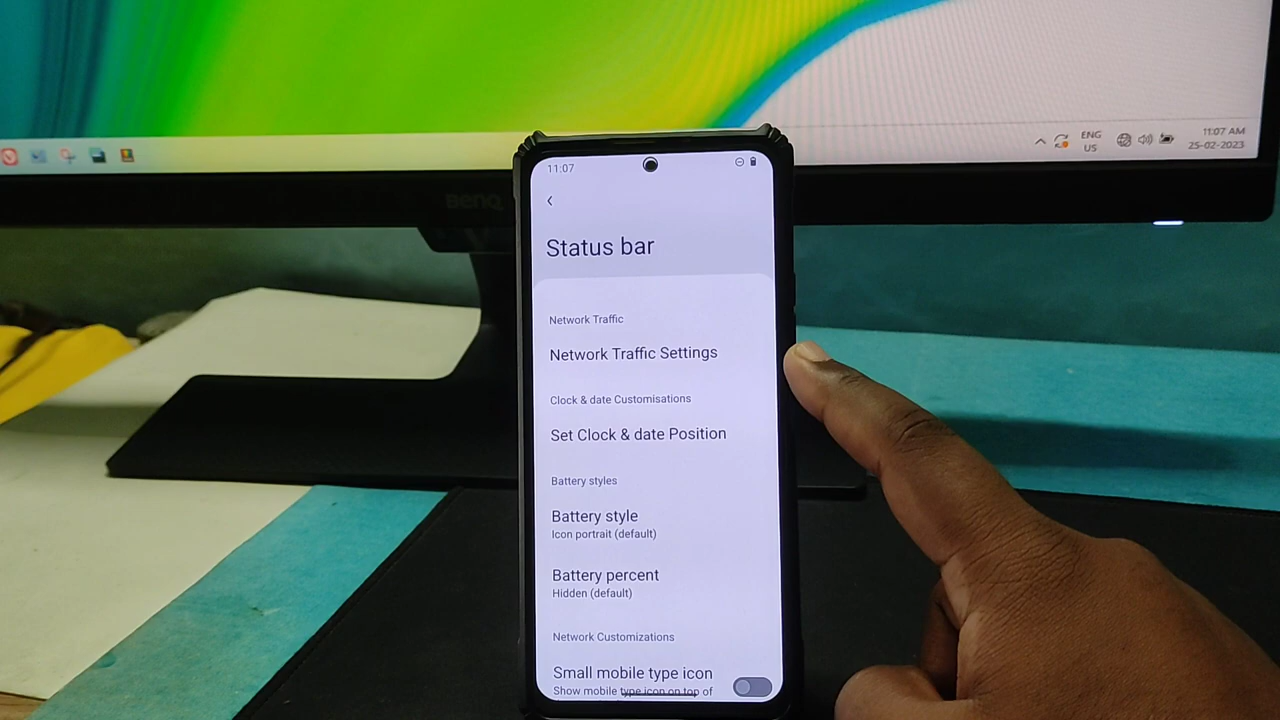 ENG
US
11:07 AM
25-02-2023
BenQ
11:07
Status bar
Network Traffic
Network Traffic Settings
Clock & date Customisations
Set Clock & date Position
Battery styles
Battery style
Icon portrait (default)
Battery percent
Hidden (default)
Network Customizations
Small mobile type icon
Show mobile type icon on top of